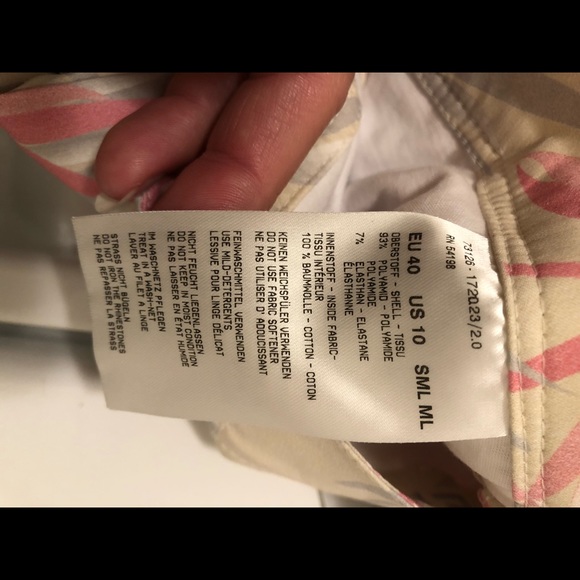 73126 - 172023/2.0
RN 54198
EU 40 US 10 SML ML
OBERSTOFF - SHELL - TISSU
93% POLYAMID - POLYAMIDE
POLYAMIDE
7% ELASTHAN - ELASTANE
ÉLASTHANNE
INNENSTOFF - INSIDE FABRIC-
TISSU INTÉRIEUR
100 % BAUMWOLLE - COTTON - COTON
KEINEN WEICHSPÜLER VERWENDEN
DO NOT USE FABRIC SOFTENER
NE PAS UTILISER D' ADOUCISSANT
FEINWASCHMITTEL VERWENDEN
USE MILD-DETERGENTS
LESSIVE POUR LINGE DÉLICAT
NICHT FEUCHT LIEGENLASSEN
DO NOT KEEP IN MOIST CONDITION
NE PAS LAISSER EN ÉTAT HUMIDE
IM WASCHNETZ PFLEGEN
TREAT IN A WASH-NET
LAVER AU FILET A LINGE
STRASS NICHT BÜGELN
DO NOT IRON THE RHINESTONES
NE PAS REPASSER LA STRASS